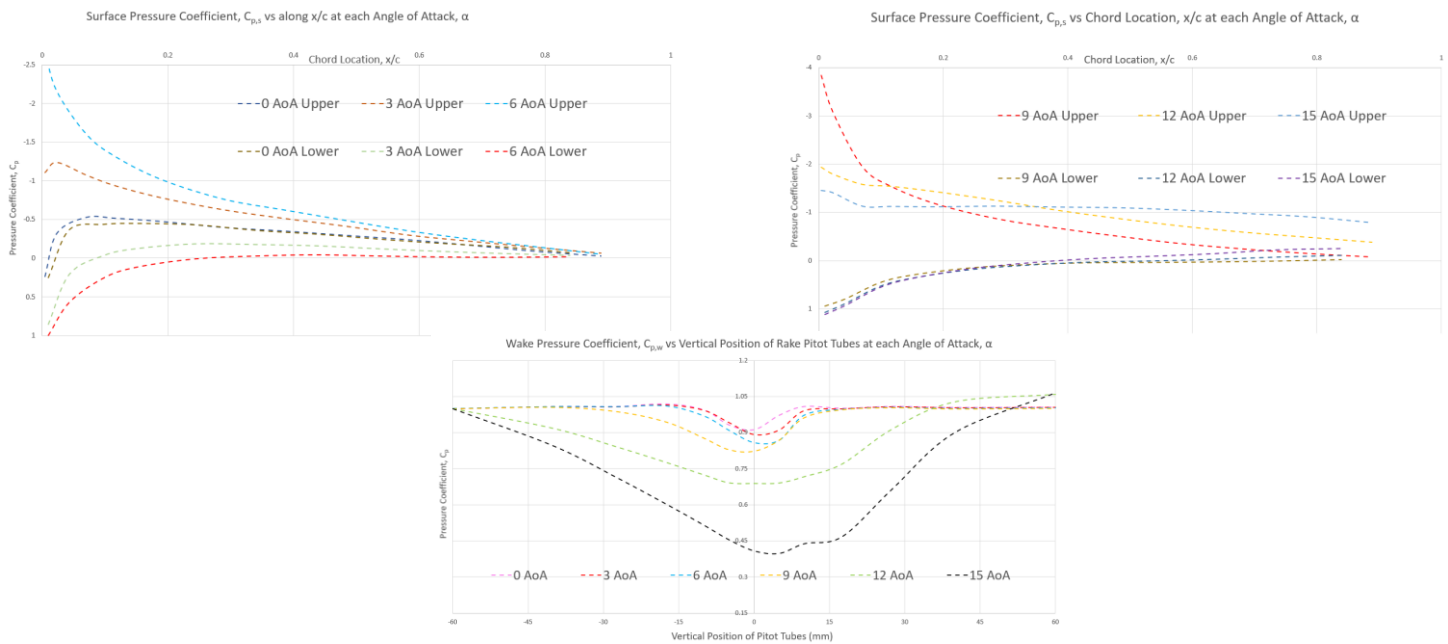 Surface Pressure Coefficient, Cp,s vs along x/c at each Angle of Attack, α
0 0.2 0.4 0.6 0.8 1
Chord Location, x/c
-2.5
-2
-1.5
-1
-0.5
0
0.5
1
Pressure Coefficient, Cp
0 AoA Upper 3 AoA Upper 6 AoA Upper
0 AoA Lower 3 AoA Lower 6 AoA Lower
Surface Pressure Coefficient, Cp,s vs Chord Location, x/c at each Angle of Attack, α
0 0.2 0.4 0.6 0.8 1
Chord Location, x/c
-4
-3
-2
-1
0
1
Pressure Coefficient, Cp
9 AoA Upper 12 AoA Upper 15 AoA Upper
9 AoA Lower 12 AoA Lower 15 AoA Lower
Wake Pressure Coefficient, Cp,w vs Vertical Position of Rake Pitot Tubes at each Angle of Attack, α
1.2
1.05
0.75
0.6
0.45
0.3
0.15
Pressure Coefficient, Cp
0 AoA 3 AoA 6 AoA 9 AoA 12 AoA 15 AoA
-60 -45 -30 -15 0 15 30 45 60
Vertical Position of Pitot Tubes (mm)